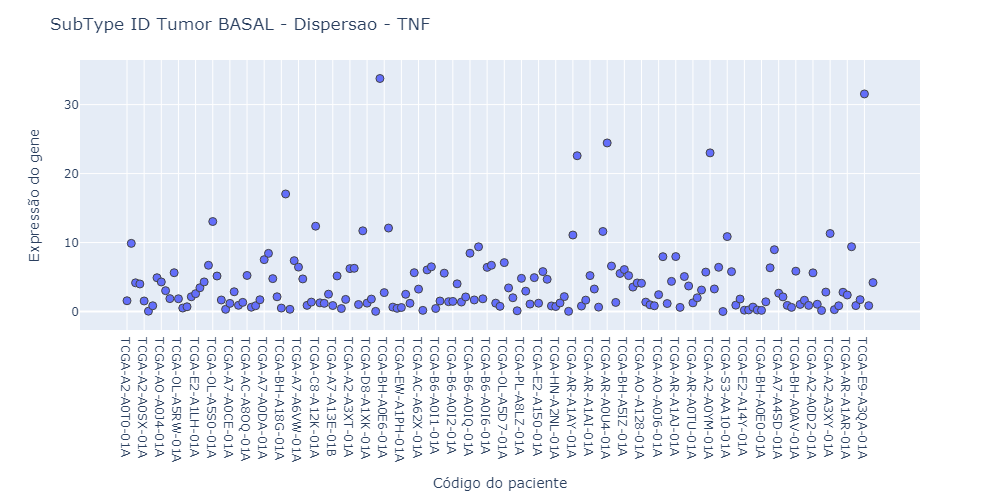 SubType ID Tumor BASAL - Dispersao - TNF
Expressão do gene
30
20
10
0
TCGA-A2-A0T0-01A
TCGA-A2-A0SX-01A
TCGA-AO-A0J4-01A
TCGA-OL-A5RW-01A
TCGA-E2-A1LH-01A
TCGA-OL-A5S0-01A
TCGA-A7-A0CE-01A
TCGA-AC-A8QQ-01A
TCGA-A7-A0DA-01A
TCGA-BH-A18G-01A
TCGA-A7-A6VW-01A
TCGA-C8-A12K-01A
TCGA-A7-A13E-01B
TCGA-A2-A3XT-01A
TCGA-D8-A1XK-01A
TCGA-BH-A0E6-01A
TCGA-EW-A1PH-01A
TCGA-AC-A62X-01A
TCGA-B6-A0I1-01A
TCGA-B6-A0I2-01A
TCGA-B6-A0IQ-01A
TCGA-B6-A0I6-01A
TCGA-OL-A5D7-01A
TCGA-PL-A8LZ-01A
TCGA-E2-A150-01A
TCGA-HN-A2NL-01A
TCGA-AR-A1AY-01A
TCGA-AR-A1AI-01A
TCGA-AR-A0U4-01A
TCGA-BH-A5IZ-01A
TCGA-AO-A128-01A
TCGA-AQ-A0J6-01A
TCGA-AR-A1AJ-01A
TCGA-AR-A0TU-01A
TCGA-A2-A0YM-01A
TCGA-S3-AA10-01A
TCGA-E2-A14Y-01A
TCGA-BH-A0E0-01A
TCGA-A7-A4SD-01A
TCGA-BH-A0AV-01A
TCGA-A2-A0D2-01A
TCGA-A2-A3XY-01A
TCGA-AR-A1AR-01A
TCGA-E9-A3QA-01A
Código do paciente